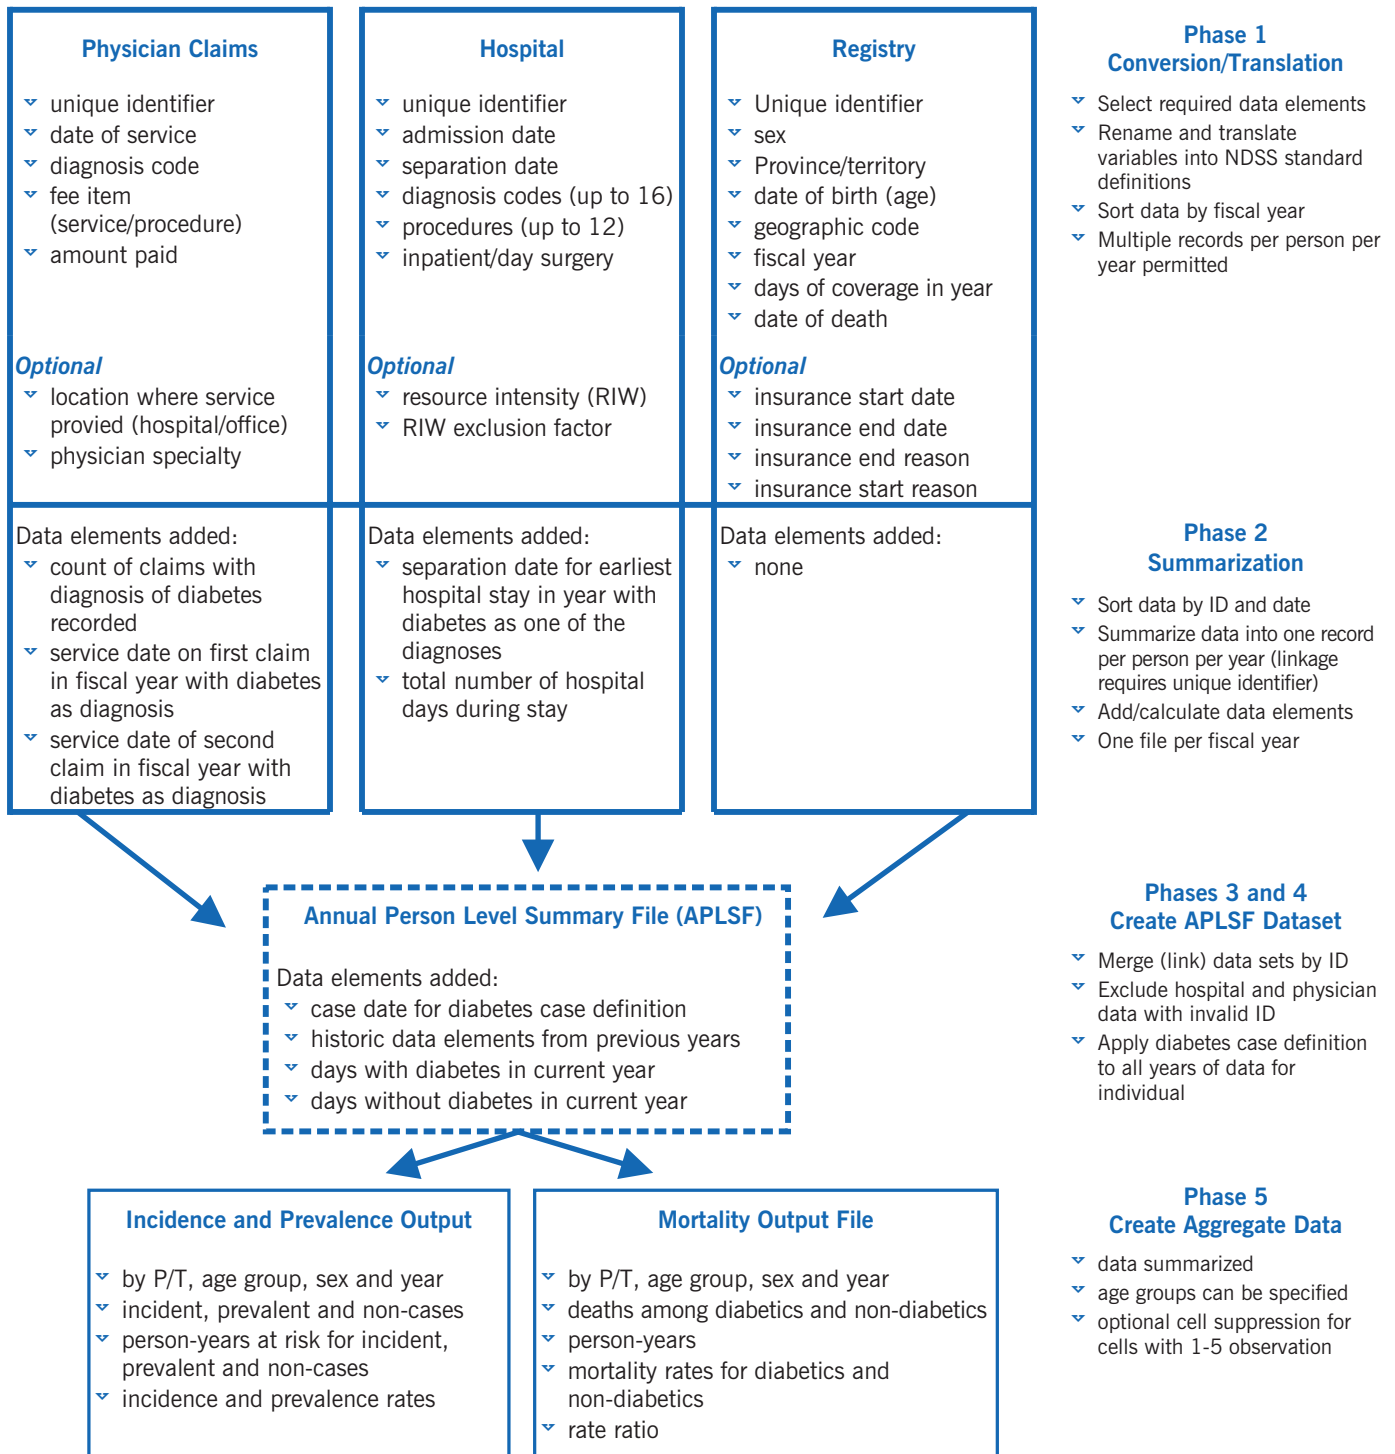 Physician Claims
unique identifier
date of service
diagnosis code
fee item
(service/procedure)
amount paid
Optional
location where service
provied (hospital/office)
physician specialty
Hospital
unique identifier
admission date
separation date
diagnosis codes (up to 16)
procedures (up to 12)
inpatient/day surgery
Optional
resource intensity (RIW)
RIW exclusion factor
Registry
Unique identifier
sex
Province/territory
date of birth (age)
geographic code
fiscal year
days of coverage in year
date of death
Optional
insurance start date
insurance end date
insurance end reason
insurance start reason
Phase 1
Conversion/Translation
Select required data elements
Rename and translate
variables into NDSS standard
definitions
Sort data by fiscal year
Multiple records per person per
year permitted
Data elements added:
count of claims with
diagnosis of diabetes
recorded
service date on first claim
in fiscal year with diabetes
as diagnosis
service date of second
claim in fiscal year with
diabetes as diagnosis
Data elements added:
separation date for earliest
hospital stay in year with
diabetes as one of the
diagnoses
total number of hospital
days during stay
Data elements added:
none
Phase 2
Summarization
Sort data by ID and date
Summarize data into one record
per person per year (linkage
requires unique identifier)
Add/calculate data elements
One file per fiscal year
Annual Person Level Summary File (APLSF)
Data elements added:
case date for diabetes case definition
historic data elements from previous years
days with diabetes in current year
days without diabetes in current year
Phases 3 and 4
Create APLSF Dataset
Merge (link) data sets by ID
Exclude hospital and physician
data with invalid ID
Apply diabetes case definition
to all years of data for
individual
Incidence and Prevalence Output
by P/T, age group, sex and year
incident, prevalent and non-cases
person-years at risk for incident,
prevalent and non-cases
incidence and prevalence rates
Mortality Output File
by P/T, age group, sex and year
deaths among diabetics and non-diabetics
person-years
mortality rates for diabetics and
non-diabetics
rate ratio
Phase 5
Create Aggregate Data
data summarized
age groups can be specified
optional cell suppression for
cells with 1-5 observation